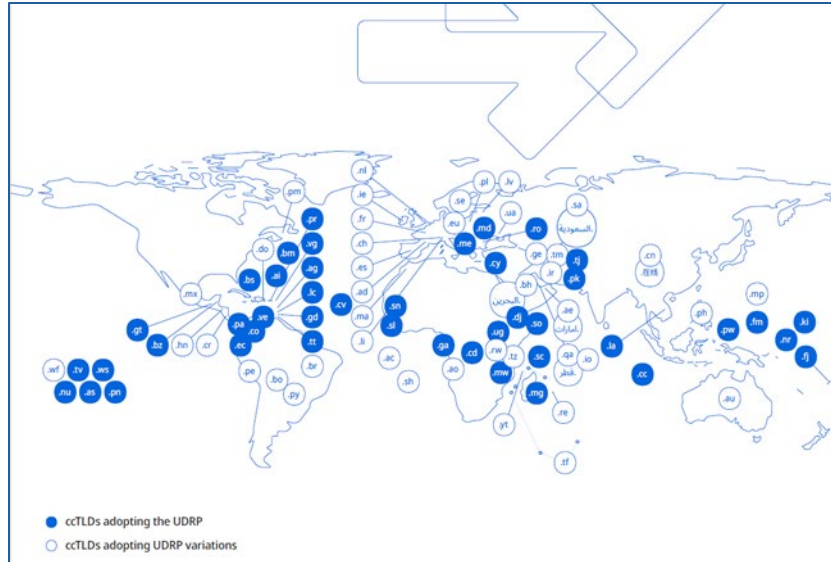 .nl
.ie
.fr
.ch
.es
.ad
.ma
.li
.pm
.pr
.vg
.ag
.lc
.gd
.tt
.do
.bm
.ai
.bs
.mx
.gt
.bz
.hn
.cr
.pa
.co
.ve
.ec
.pe
.bo
.py
.br
.wf
.tv
.ws
.nu
.as
.pn
.cv
.sn
.sl
.ac
.sh
.pl
.lv
.se
.eu
.md
.ua
.me
.ro
.cy
.ge
.tm
.sa
السعودية.
.tj
.pk
.ir
.bh
البحرين.
.ae
امارات.
.dj
.so
.ug
.rw
.tz
.ga
.cd
.ao
.mw
.sc
.mg
.qa
قطر.
.io
.re
.yt
.tf
.cn
.la
.cc
.ph
.mp
.pw
.fm
.ki
.nr
.fj
.au
ccTLDs adopting the UDRP
ccTLDs adopting UDRP variations